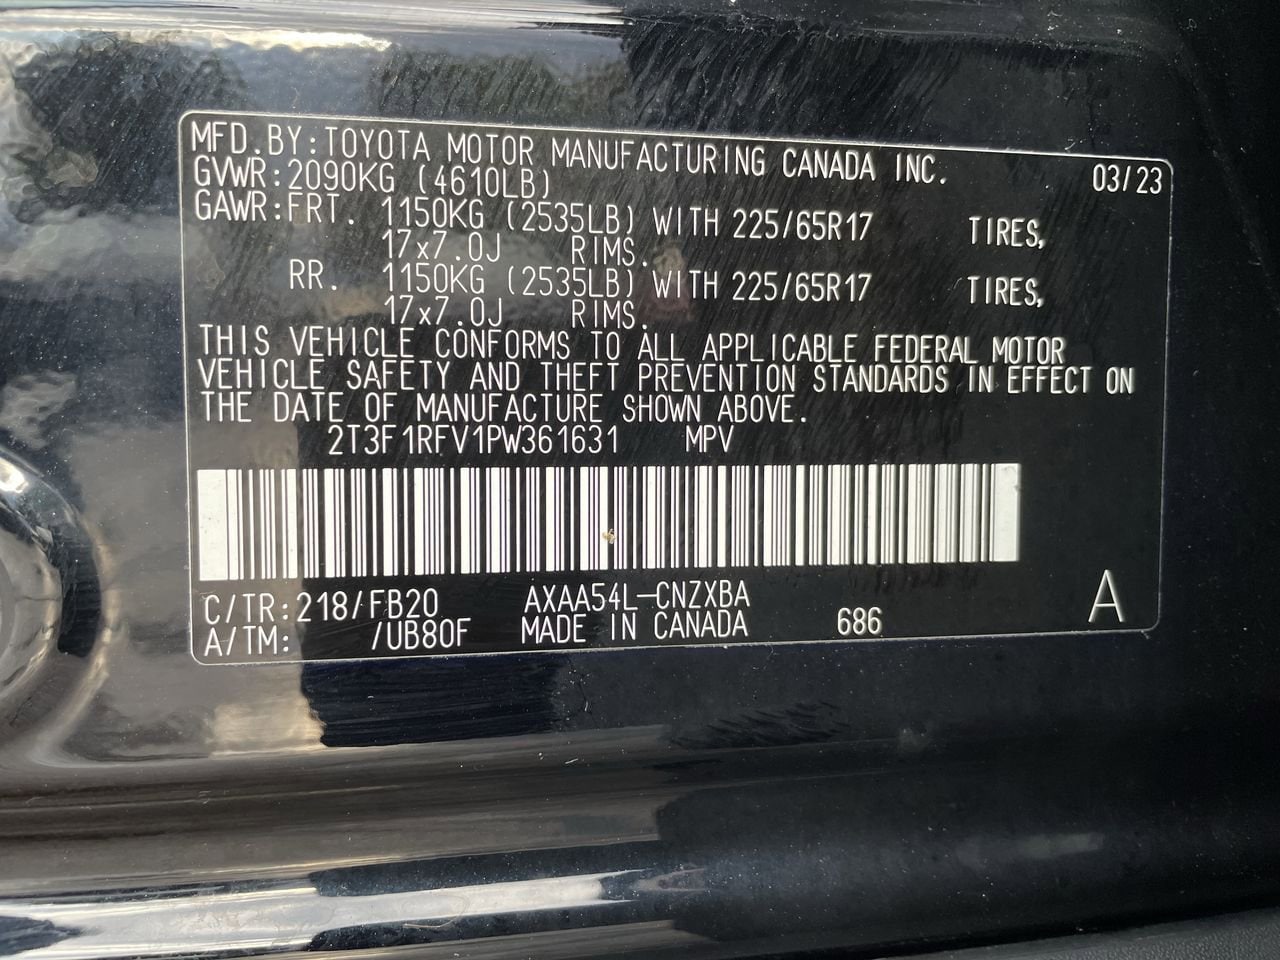 MFD.BY:TOYOTA MOTOR MANUFACTURING CANADA INC. 03/23
GVWR:2090KG (4610LB)
GAWR:FRT. 1150KG (2535LB) WITH 225/65R17 TIRES,
17x7.0J RIMS.
RR. 1150KG (2535LB) WITH 225/65R17 TIRES,
17x7.0J RIMS.
THIS VEHICLE CONFORMS TO ALL APPLICABLE FEDERAL MOTOR
VEHICLE SAFETY AND THEFT PREVENTION STANDARDS IN EFFECT ON
THE DATE OF MANUFACTURE SHOWN ABOVE.
2T3F1RFV1PW361631 MPV
C/TR:218/FB20 AXAA54L-CNZXBA
A/TM: /UB80F MADE IN CANADA 686 A